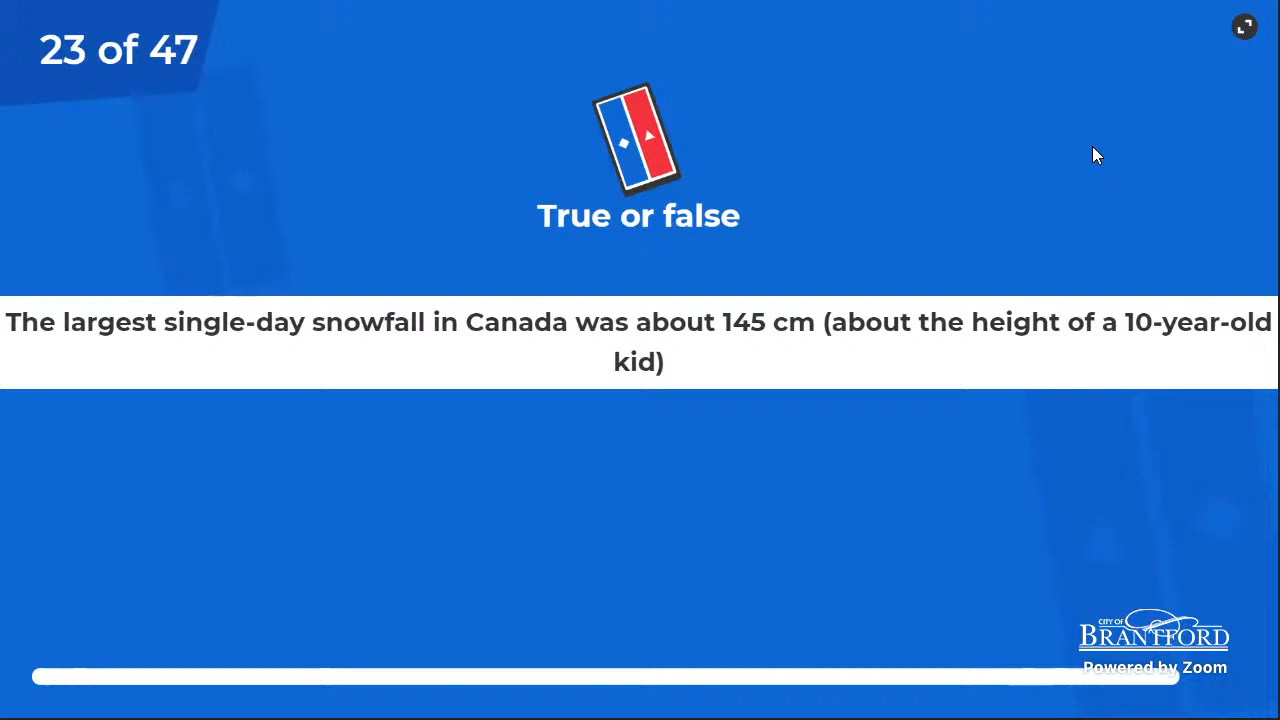 23 of 47
True or false
The largest single-day snowfall in Canada was about 145 cm (about the height of a 10-year-old
kid)
CITY OF
BRANTFORD
Powered by Zoom